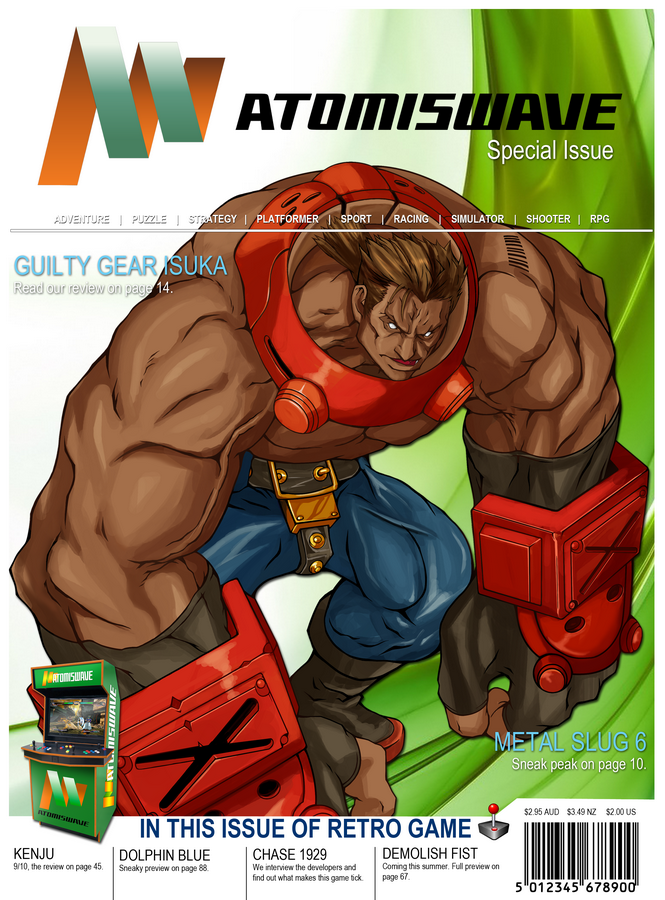 ATOMISWAVE
Special Issue
ADVENTURE | PUZZLE | STRATEGY | PLATFORMER | SPORT | RACING | SIMULATOR | SHOOTER | RPG
GUILTY GEAR ISUKA
Read our review on page 14.
METAL SLUG 6
Sneak peak on page 10.
ATOMISWAVE
ATOMISWAVE
ATOMISWAVE
IN THIS ISSUE OF RETRO GAME
$2.95 AUD $3.49 NZ $2.00 US
KENJU
9/10, the review on page 45.
DOLPHIN BLUE
Sneaky preview on page 88.
CHASE 1929
We interview the developers and
find out what makes this game tick.
DEMOLISH FIST
Coming this summer. Full preview on
page 67.
5 012345 678900